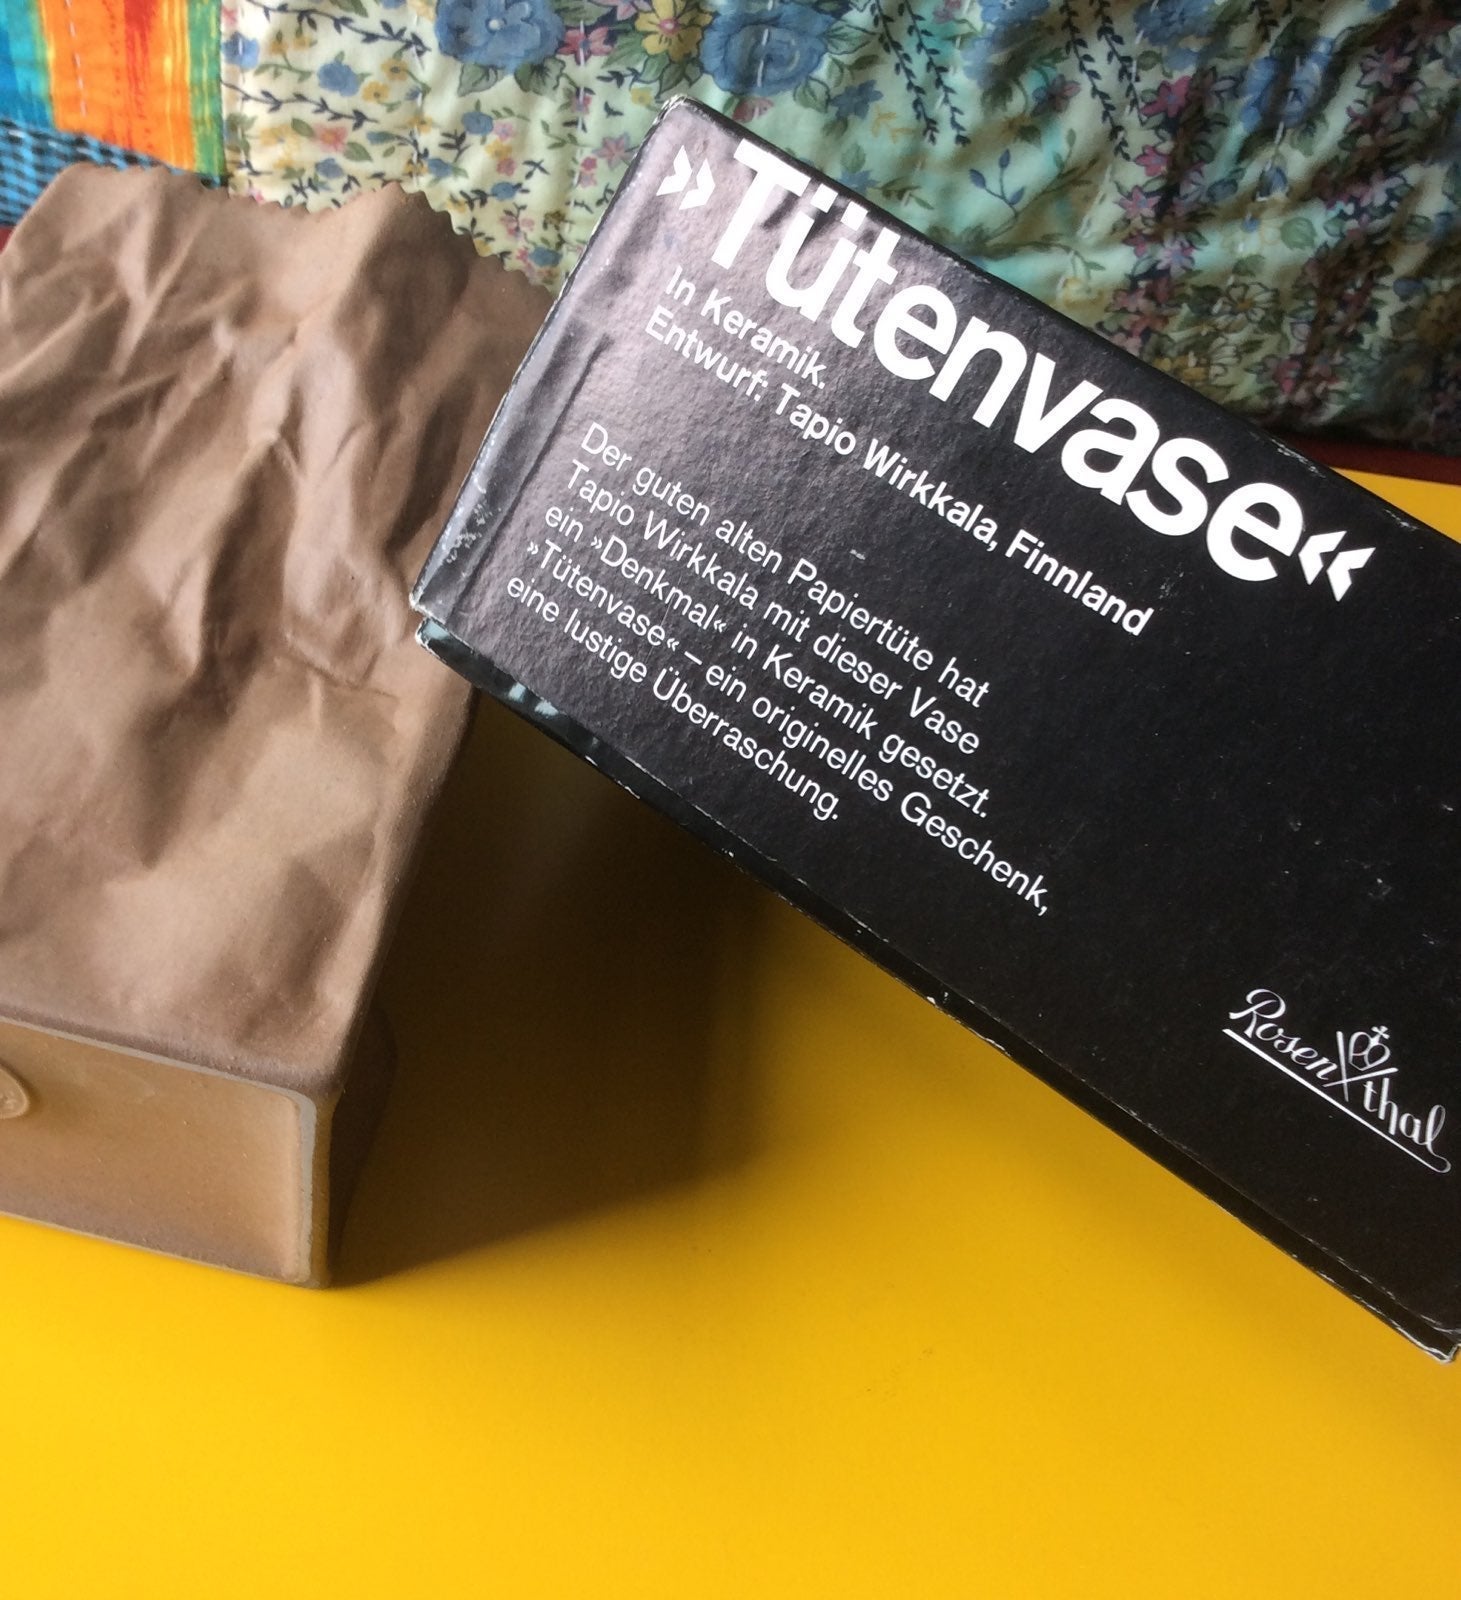 »Tütenvase«
In Keramik.
Entwurf: Tapio Wirkkala, Finnland
Der guten alten Papiertüte hat
Tapio Wirkkala mit dieser Vase
ein »Denkmal« in Keramik gesetzt.
»Tütenvase« – ein originelles Geschenk,
eine lustige Überraschung.
Rosenthal